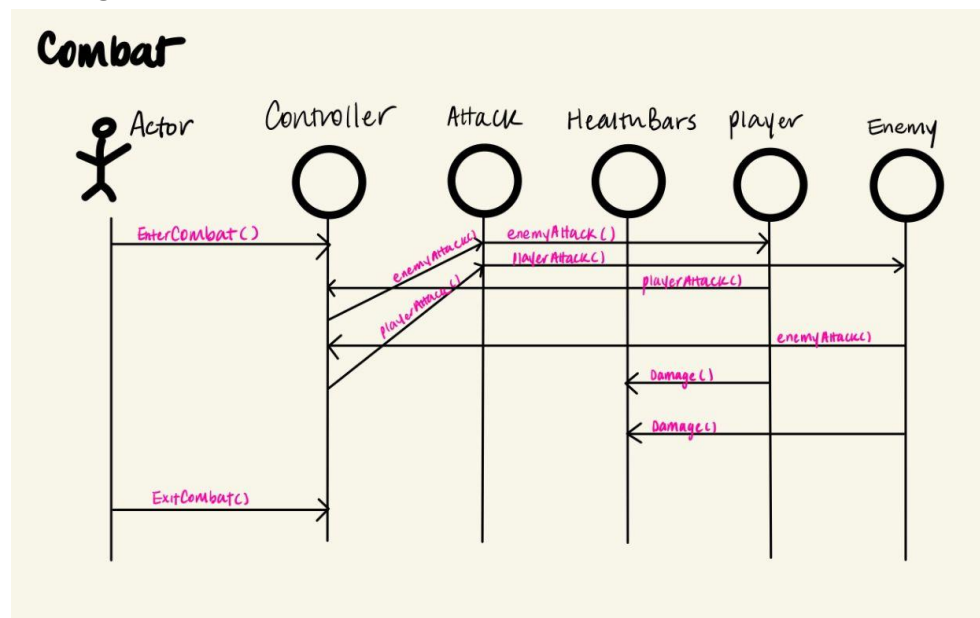 Combat
Actor Controller Attack HealthBars player Enemy
EnterCombat() enemyAttack()
enemyAttack() playerAttack()
playerAttack() playerAttack()
enemyAttack()
Damage()
Damage()
ExitCombat()